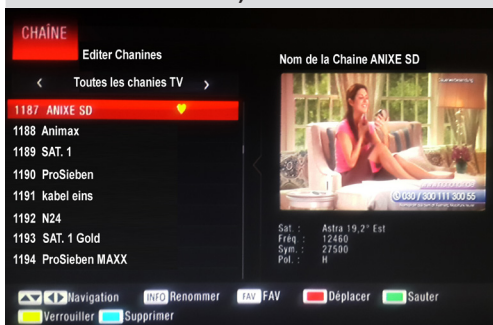 CHAÎNE
Editer Chanines
Toutes les chanies TV
1187 ANIXE SD
1188 Animax
1189 SAT. 1
1190 ProSieben
1191 kabel eins
1192 N24
1193 SAT. 1 Gold
1194 ProSieben MAXX
Nom de la Chaine ANIXE SD
030 / 300 111 300 55
Sat. : Astra 19,2° Est
Fréq. : 12460
Sym. : 27500
Pol. : H
Navigation INFO Renommer FAV FAV Déplacer Sauter
Verrouiller Supprimer